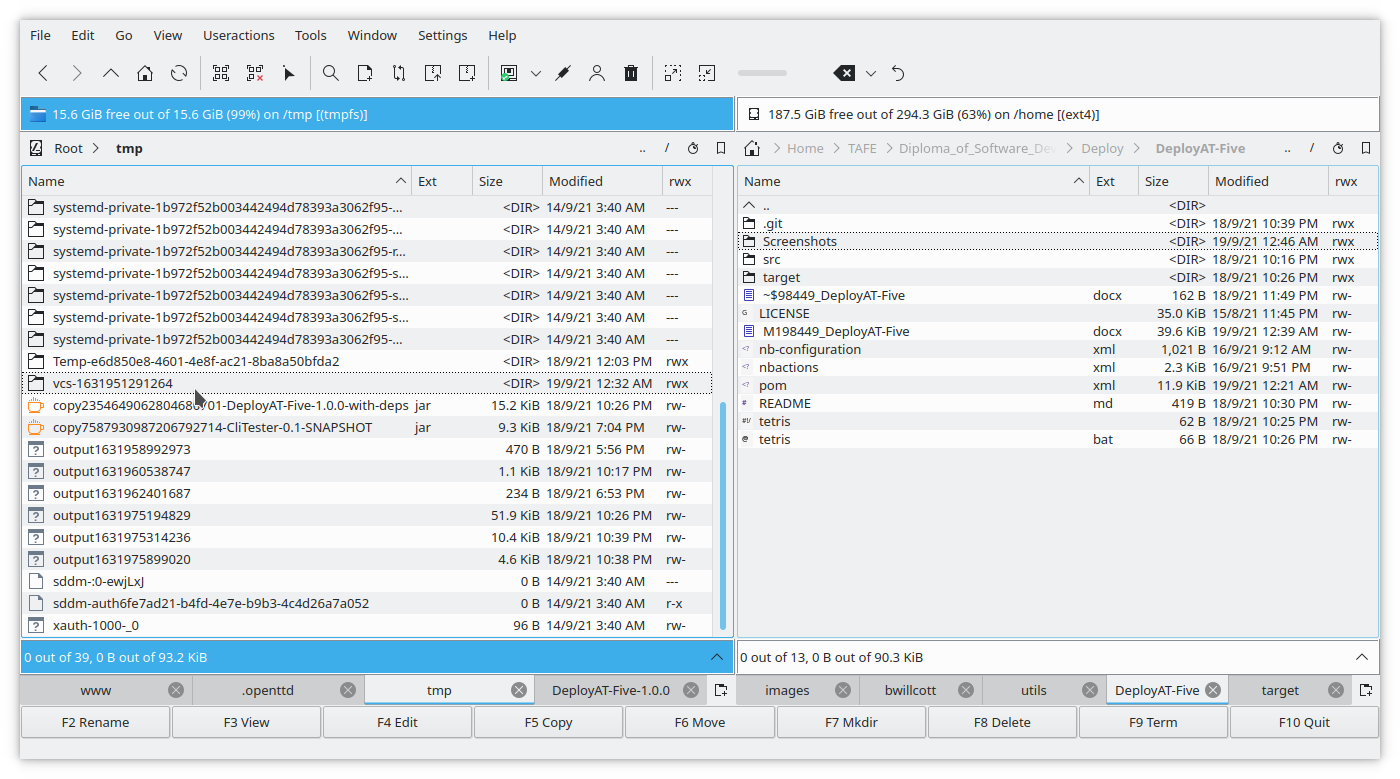 File Edit Go View Useractions Tools Window Settings Help
15.6 GiB free out of 15.6 GiB (99%) on /tmp [(tmpfs)]
Root > tmp .. /
Name Ext Size Modified rwx
systemd-private-1b972f52b003442494d78393a3062f95-... <DIR> 14/9/21 3:40 AM ---
systemd-private-1b972f52b003442494d78393a3062f95-... <DIR> 14/9/21 3:40 AM ---
systemd-private-1b972f52b003442494d78393a3062f95-r... <DIR> 14/9/21 3:40 AM ---
systemd-private-1b972f52b003442494d78393a3062f95-s... <DIR> 14/9/21 3:40 AM ---
systemd-private-1b972f52b003442494d78393a3062f95-s... <DIR> 14/9/21 3:40 AM ---
systemd-private-1b972f52b003442494d78393a3062f95-s... <DIR> 14/9/21 3:40 AM ---
systemd-private-1b972f52b003442494d78393a3062f95-... <DIR> 14/9/21 3:40 AM ---
Temp-e6d850e8-4601-4e8f-ac21-8ba8a50bfda2 <DIR> 18/9/21 12:03 PM rwx
vcs-1631951291264 <DIR> 19/9/21 12:32 AM rwx
jar 15.2 KiB 18/9/21 10:26 PM rw-
copy7587930987206792714-CliTester-0.1-SNAPSHOT jar 9.3 KiB 18/9/21 7:04 PM rw-
output1631958992973 470 B 18/9/21 5:56 PM rw-
output1631960538747 1.1 KiB 18/9/21 10:17 PM rw-
output1631962401687 234 B 18/9/21 6:53 PM rw-
output1631975194829 51.9 KiB 18/9/21 10:26 PM rw-
output1631975314236 10.4 KiB 18/9/21 10:39 PM rw-
output1631975899020 4.6 KiB 18/9/21 10:38 PM rw-
sddm-:0-ewjLxJ 0 B 14/9/21 3:40 AM ---
sddm-auth6fe7ad21-b4fd-4e7e-b9b3-4c4d26a7a052 0 B 14/9/21 3:40 AM r-x
xauth-1000-_0 96 B 14/9/21 3:40 AM rw-
0 out of 39, 0 B out of 93.2 KiB
www .openttd tmp DeployAT-Five-1.0.0
187.5 GiB free out of 294.3 GiB (63%) on /home [(ext4)]
> Home > TAFE > Diploma_of_Software_De > Deploy > DeployAT-Five .. /
Name Ext Size Modified rwx
.. <DIR>
.git <DIR> 18/9/21 10:39 PM rwx
Screenshots <DIR> 19/9/21 12:46 AM rwx
src <DIR> 18/9/21 10:16 PM rwx
target <DIR> 18/9/21 10:26 PM rwx
~$98449_DeployAT-Five docx 162 B 18/9/21 11:49 PM rw-
LICENSE 35.0 KiB 15/8/21 11:45 PM rw-
M198449_DeployAT-Five docx 39.6 KiB 19/9/21 12:39 AM rw-
nb-configuration xml 1,021 B 16/9/21 9:12 AM rw-
nbactions xml 2.3 KiB 16/9/21 9:51 PM rw-
pom xml 11.9 KiB 19/9/21 12:21 AM rw-
README md 419 B 18/9/21 10:30 PM rw-
tetris 62 B 18/9/21 10:25 PM rw-
tetris bat 66 B 18/9/21 10:26 PM rw-
0 out of 13, 0 B out of 90.3 KiB
images bwillcott utils DeployAT-Five target
F2 Rename F3 View F4 Edit F5 Copy F6 Move F7 Mkdir F8 Delete F9 Term F10 Quit